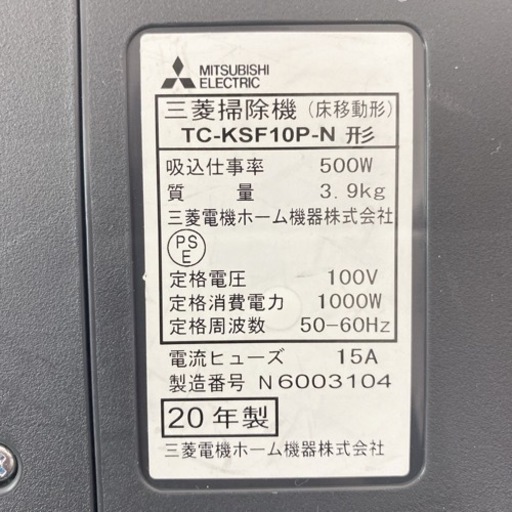 MITSUBISHI
ELECTRIC
三菱掃除機（床移動形）
TC-KSF10P-N 形
吸込仕事率 500W
質量 3.9kg
三菱電機ホーム機器株式会社
PS
E
定格電圧 100V
定格消費電力 1000W
定格周波数 50-60Hz
電流ヒューズ 15A
製造番号 N6003104
20年製
三菱電機ホーム機器株式会社